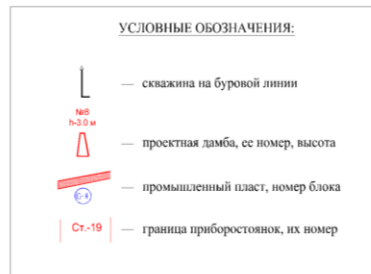 УСЛОВНЫЕ ОБОЗНАЧЕНИЯ:
— скважина на буровой линии
№8
h-3.0 м
— проектная дамба, ее номер, высота
— промышленный пласт, номер блока
Ст.-19 — граница приборостоянок, их номер